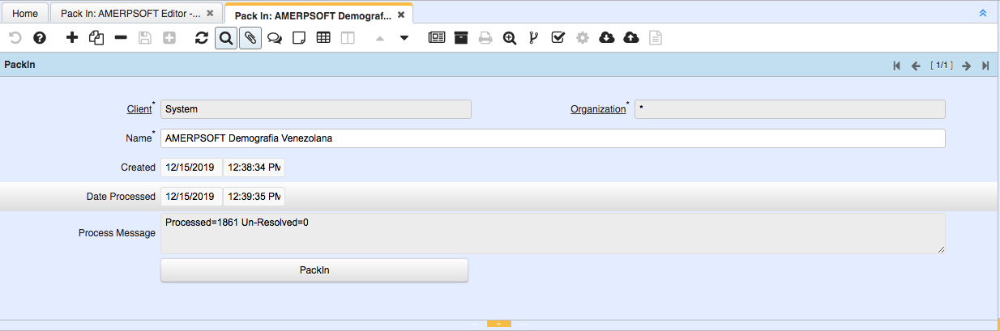 Home
Pack In: AMERPSOFT Editor -...
Pack In: AMERPSOFT Demograf...
PackIn
[ 1/1 ]
Client* System
Organization* *
Name* AMERPSOFT Demografia Venezolana
Created 12/15/2019 12:38:34 PM
Date Processed 12/15/2019 12:39:35 PM
Process Message Processed=1861 Un-Resolved=0
PackIn